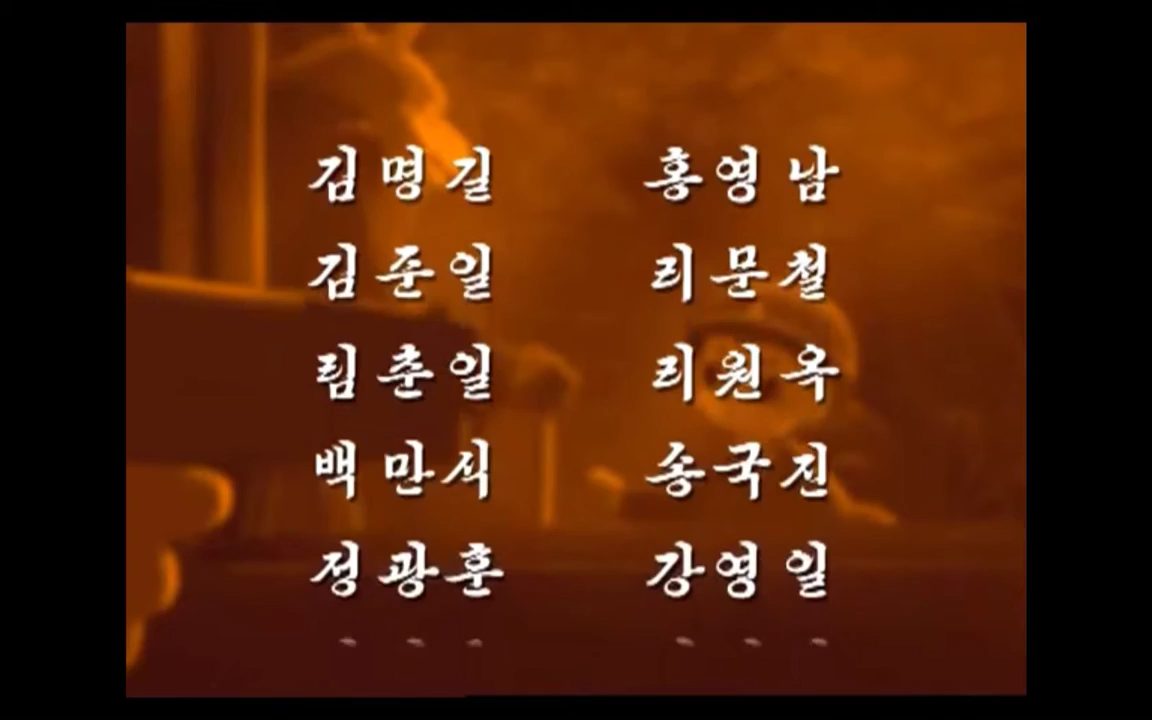 김명길 홍영남
김준일 리문철
림춘일 리원옥
백만식 송국진
정광훈 강영일